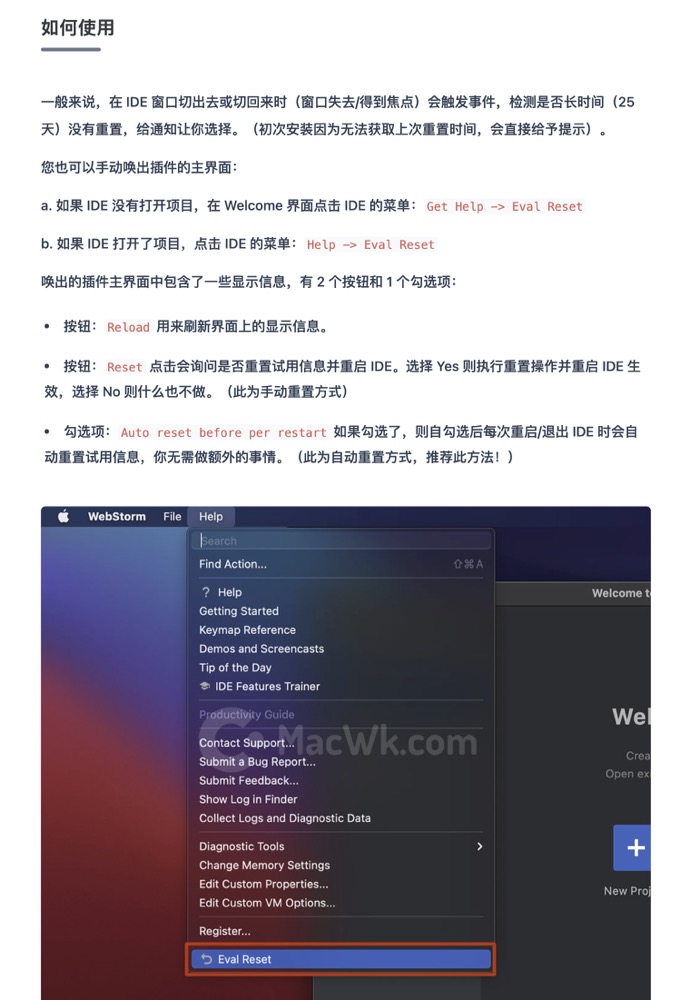 如何使用
一般来说，在 IDE 窗口切出去或切回来时（窗口失去/得到焦点）会触发事件，检测是否长时间（25
天）没有重置，给通知让你选择。（初次安装因为无法获取上次重置时间，会直接给予提示）。
您也可以手动唤出插件的主界面：
a. 如果 IDE 没有打开项目，在 Welcome 界面点击 IDE 的菜单： Get Help -> Eval Reset
b. 如果 IDE 打开了项目，点击 IDE 的菜单： Help -> Eval Reset
唤出的插件主界面中包含了一些显示信息，有 2 个按钮和 1 个勾选项：
• 按钮： Reload 用来刷新界面上的显示信息。
• 按钮： Reset 点击会询问是否重置试用信息并重启 IDE。选择 Yes 则执行重置操作并重启 IDE 生
效，选择 No 则什么也不做。（此为手动重置方式）
• 勾选项： Auto reset before per restart 如果勾选了，则自勾选后每次重启/退出 IDE 时会自
动重置试用信息，你无需做额外的事情。（此为自动重置方式，推荐此方法！）
WebStorm File Help
Search
Find Action... ⇧⌘A
Welcome to
? Help
Getting Started
Keymap Reference
Demos and Screencasts
Tip of the Day
IDE Features Trainer
Productivity Guide
Wel
MacWk.com
Contact Support...
Crea
Submit a Bug Report...
Open exi
Submit Feedback...
Show Log in Finder
Collect Logs and Diagnostic Data
Diagnostic Tools
Change Memory Settings
Edit Custom Properties...
New Proj
Edit Custom VM Options...
Register...
Eval Reset